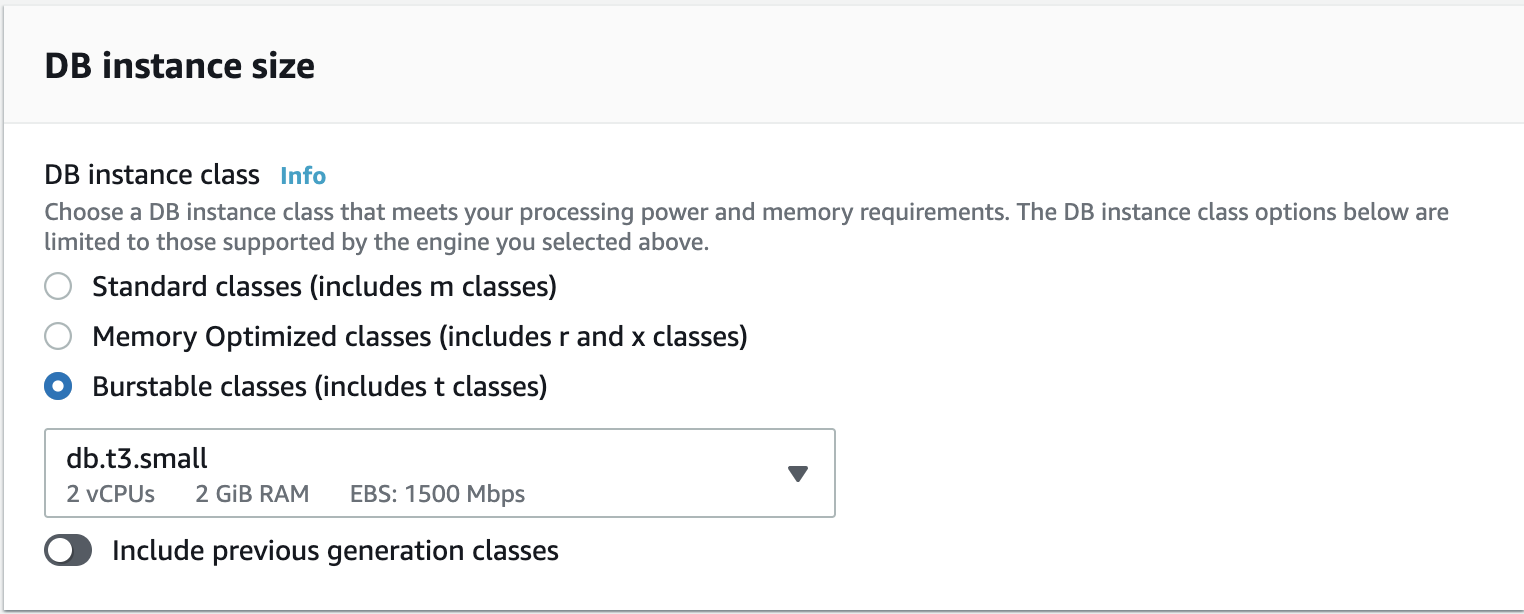 DB instance size
DB instance class Info
Choose a DB instance class that meets your processing power and memory requirements. The DB instance class options below are
limited to those supported by the engine you selected above.
Standard classes (includes m classes)
Memory Optimized classes (includes r and x classes)
Burstable classes (includes t classes)
db.t3.small
2 vCPUs 2 GiB RAM EBS: 1500 Mbps
Include previous generation classes